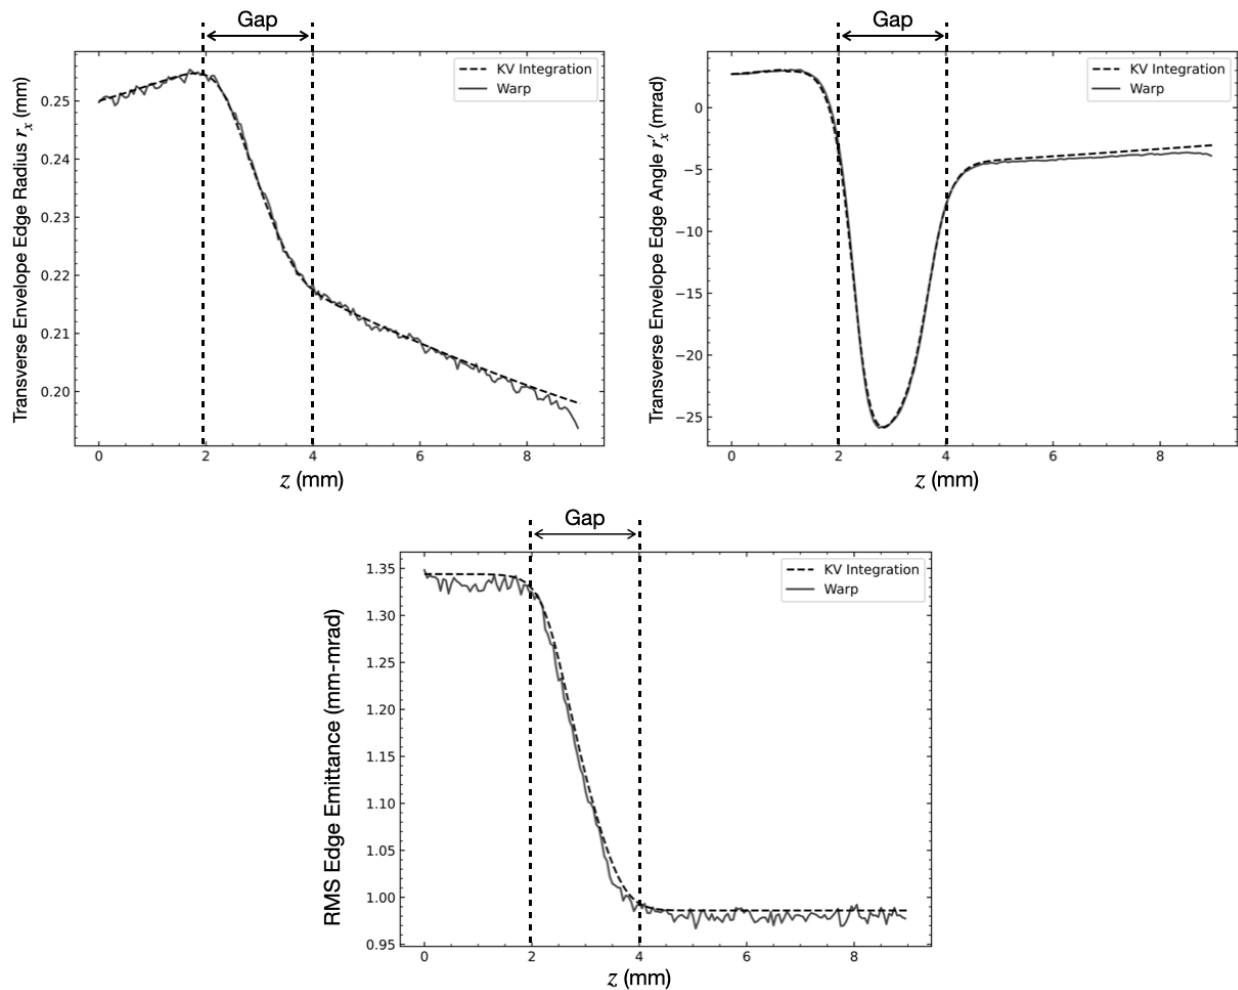 Gap
KV Integration
Warp
Transverse Envelope Edge Radius r_x (mm)
0.25
0.24
0.23
0.22
0.21
0.20
0
2
4
6
8
z (mm)
Gap
KV Integration
Warp
Transverse Envelope Edge Angle r'_x (mrad)
0
−5
−10
−15
−20
−25
0
2
4
6
8
z (mm)
Gap
KV Integration
Warp
RMS Edge Emittance (mm-mrad)
1.35
1.30
1.25
1.20
1.15
1.10
1.05
1.00
0.95
0
2
4
6
8
z (mm)